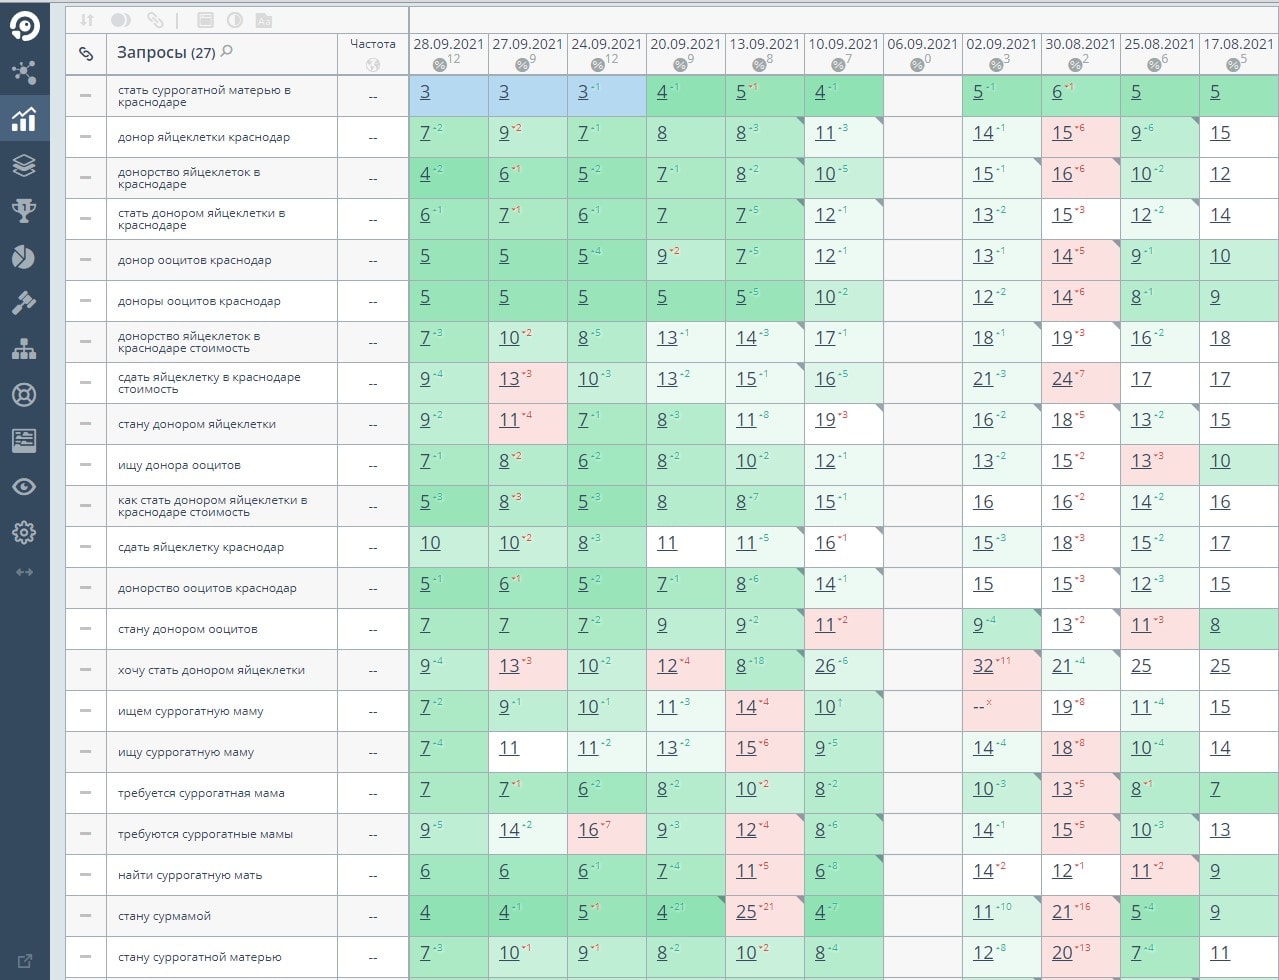 Запросы (27)
Частота
28.09.2021 27.09.2021 24.09.2021 20.09.2021 13.09.2021 10.09.2021 06.09.2021 02.09.2021 30.08.2021 25.08.2021 17.08.2021
%12 %9 %12 %9 %8 %7 %0 %3 %2 %6 %5
стать суррогатной матерью в
краснодаре
-- 3 3 3 -1 4 -1 5 -1 4 -1 5 -1 6 -1 5 5
донор яйцеклетки краснодар -- 7 -2 9 -2 7 -1 8 8 -3 11 -3 14 -1 15 -6 9 -6 15
донорство яйцеклеток в
краснодаре
-- 4 -2 6 -1 5 -2 7 -1 8 -2 10 -5 15 -1 16 -6 10 -2 12
стать донором яйцеклетки в
краснодаре
-- 6 -1 7 -1 6 -1 7 7 -5 12 -1 13 -2 15 -3 12 -2 14
донор ооцитов краснодар -- 5 5 5 -4 9 -2 7 -5 12 -1 13 -1 14 -5 9 -1 10
доноры ооцитов краснодар -- 5 5 5 5 5 -5 10 -2 12 -2 14 -6 8 -1 9
донорство яйцеклеток в
краснодаре стоимость
-- 7 -3 10 -2 8 -5 13 -1 14 -3 17 -1 18 -1 19 -3 16 -2 18
сдать яйцеклетку в краснодаре
стоимость
-- 9 -4 13 -3 10 -3 13 -2 15 -1 16 -5 21 -3 24 -7 17 17
стану донором яйцеклетки -- 9 -2 11 -4 7 -1 8 -3 11 -8 19 -3 16 -2 18 -5 13 -2 15
ищу донора ооцитов -- 7 -1 8 -2 6 -2 8 -2 10 -2 12 -1 13 -2 15 -2 13 -3 10
как стать донором яйцеклетки в
краснодаре стоимость
-- 5 -3 8 -3 5 -3 8 8 -7 15 -1 16 16 -2 14 -2 16
сдать яйцеклетку краснодар -- 10 10 -2 8 -3 11 11 -5 16 -1 15 -3 18 -3 15 -2 17
донорство ооцитов краснодар -- 5 -1 6 -1 5 -2 7 -1 8 -6 14 -1 15 15 -3 12 -3 15
стану донором ооцитов -- 7 7 7 -2 9 9 -2 11 -2 9 -4 13 -2 11 -3 8
хочу стать донором яйцеклетки -- 9 -4 13 -3 10 -2 12 -4 8 -18 26 -6 32 -11 21 -4 25 25
ищем суррогатную маму -- 7 -2 9 -1 10 -1 11 -3 14 -4 10 ↑ -- x 19 -8 11 -4 15
ищу суррогатную маму -- 7 -4 11 11 -2 13 -2 15 -6 9 -5 14 -4 18 -8 10 -4 14
требуется суррогатная мама -- 7 7 -1 6 -2 8 -2 10 -2 8 -2 10 -3 13 -5 8 -1 7
требуются суррогатные мамы -- 9 -5 14 -2 16 -7 9 -3 12 -4 8 -6 14 -1 15 -5 10 -3 13
найти суррогатную мать -- 6 6 6 -1 7 -4 11 -5 6 -8 14 -2 12 -1 11 -2 9
стану сурмамой -- 4 4 -1 5 -1 4 -21 25 -21 4 -7 11 -10 21 -16 5 -4 9
стану суррогатной матерью -- 7 -3 10 -1 9 -1 8 -2 10 -2 8 -4 12 -8 20 -13 7 -4 11